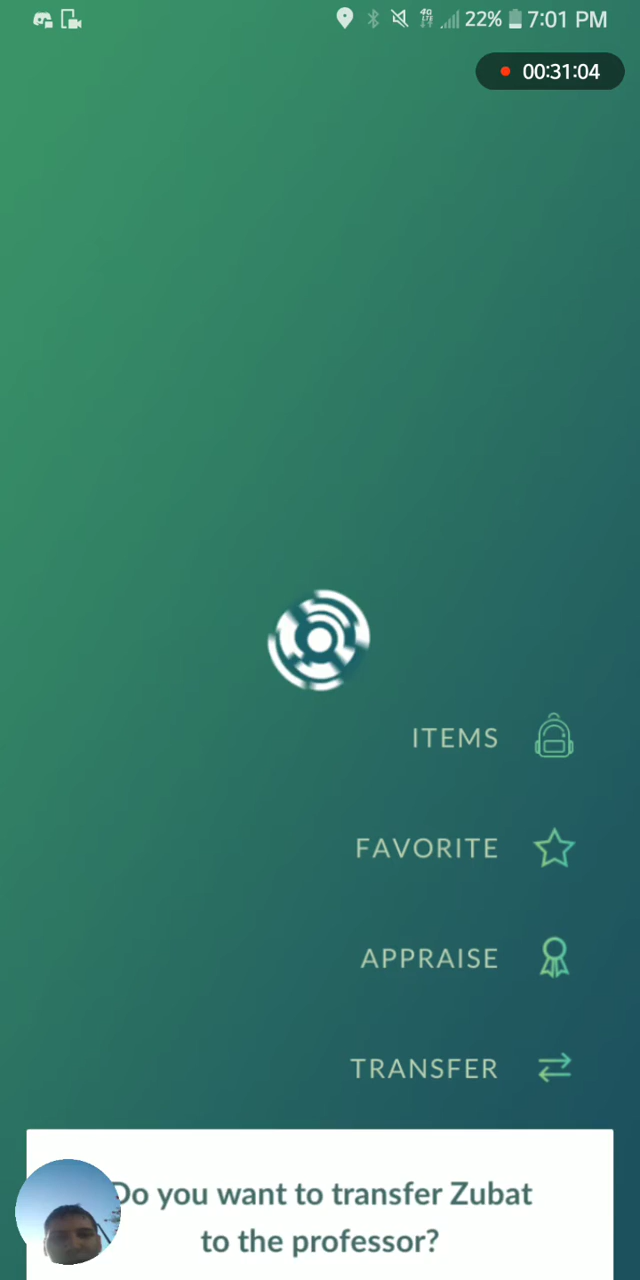 22% 7:01 PM
00:31:04
ITEMS
FAVORITE
APPRAISE
TRANSFER
Do you want to transfer Zubat
to the professor?